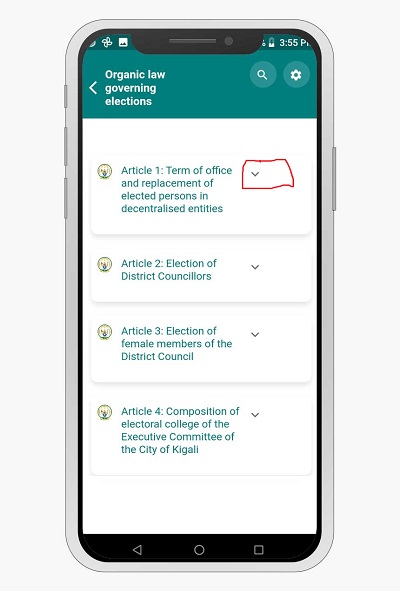 3:55 P
Organic law
governing
elections
Article 1: Term of office
and replacement of
elected persons in
decentralised entities
Article 2: Election of
District Councillors
Article 3: Election of
female members of the
District Council
Article 4: Composition of
electoral college of the
Executive Committee of
the City of Kigali